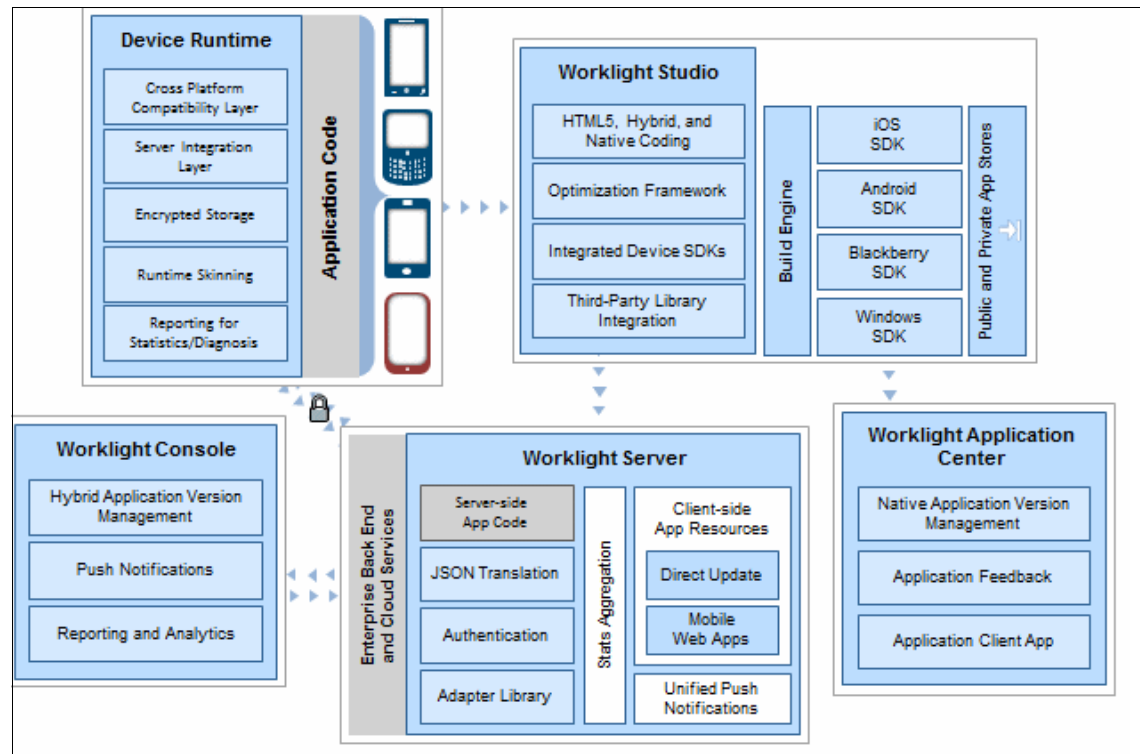 Device Runtime
Cross Platform
Compatibility Layer
Server Integration
Layer
Encrypted Storage
Runtime Skinning
Reporting for
Statistics/Diagnosis
Application Code
Worklight Studio
HTML5, Hybrid, and
Native Coding
Optimization Framework
Integrated Device SDKs
Third-Party Library
Integration
Build Engine
iOS
SDK
Android
SDK
Blackberry
SDK
Windows
SDK
Public and Private App Stores
Worklight Console
Hybrid Application Version
Management
Push Notifications
Reporting and Analytics
Enterprise Back End
and Cloud Services
Worklight Server
Server-side
App Code
JSON Translation
Authentication
Adapter Library
Stats Aggregation
Client-side
App Resources
Direct Update
Mobile
Web Apps
Unified Push
Notifications
Worklight Application
Center
Native Application Version
Management
Application Feedback
Application Client App